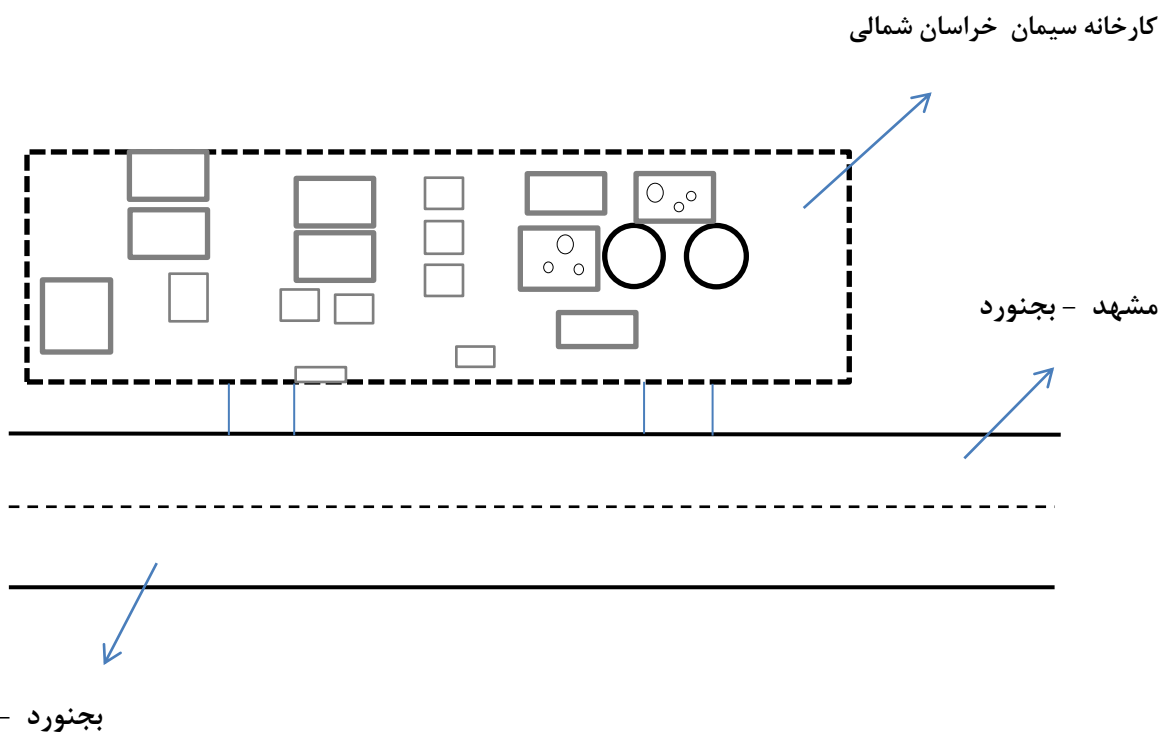 کارخانه سیمان خراسان شمالی
مشهد – بجنورد
بجنورد –